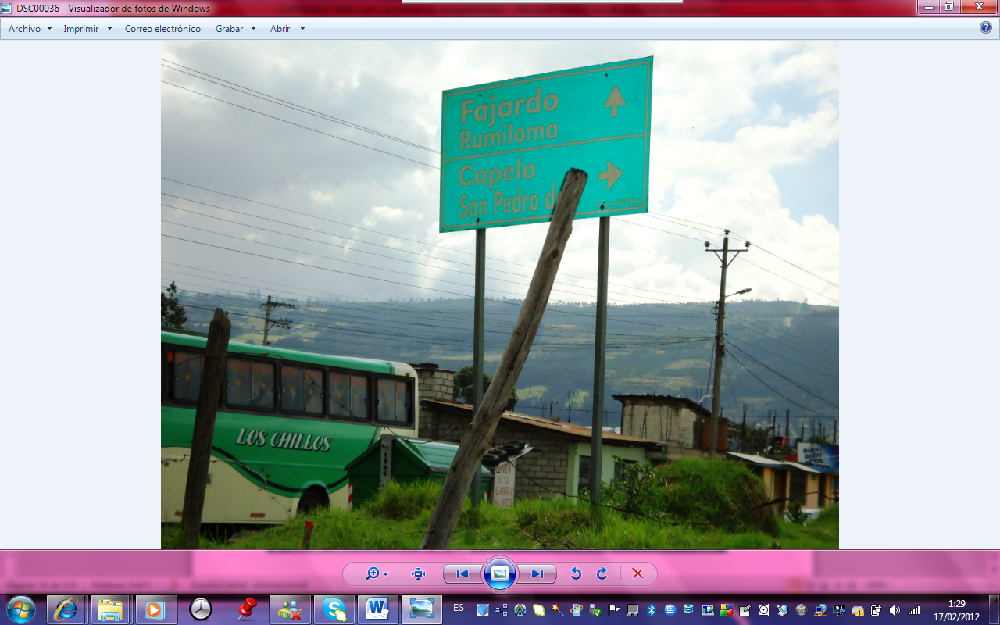 DSC00036 - Visualizador de fotos de Windows
Archivo Imprimir Correo electrónico Grabar Abrir
Fajardo
Rumiloma
Capelo
San Pedro d
LOS CHILLOS
ES
1:29
17/02/2012